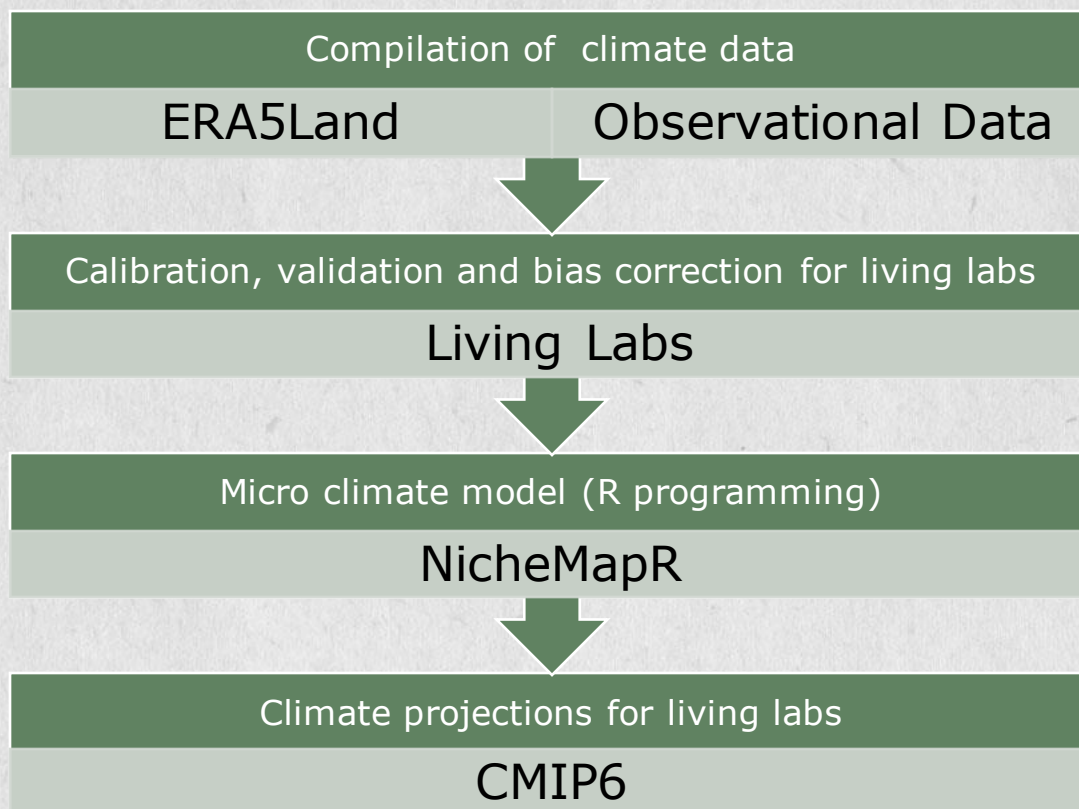 Compilation of climate data
ERA5Land Observational Data
Calibration, validation and bias correction for living labs
Living Labs
Micro climate model (R programming)
NicheMapR
Climate projections for living labs
CMIP6